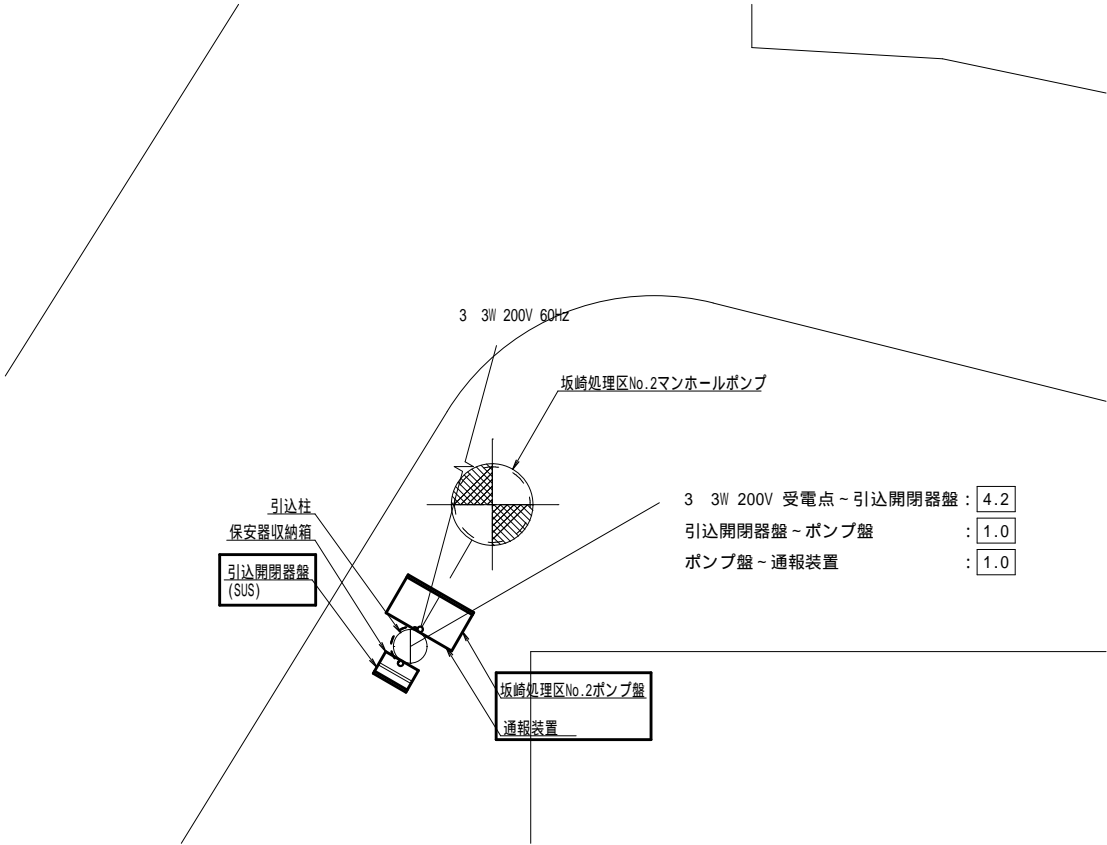 3 3W 200V 60Hz
坂崎処理区No.2マンホールポンプ
引込柱
保安器収納箱
引込開閉器盤
(SUS)
3 3W 200V 受電点~引込開閉器盤 : 4.2
引込開閉器盤~ポンプ盤 : 1.0
ポンプ盤~通報装置 : 1.0
坂崎処理区No.2ポンプ盤
通報装置